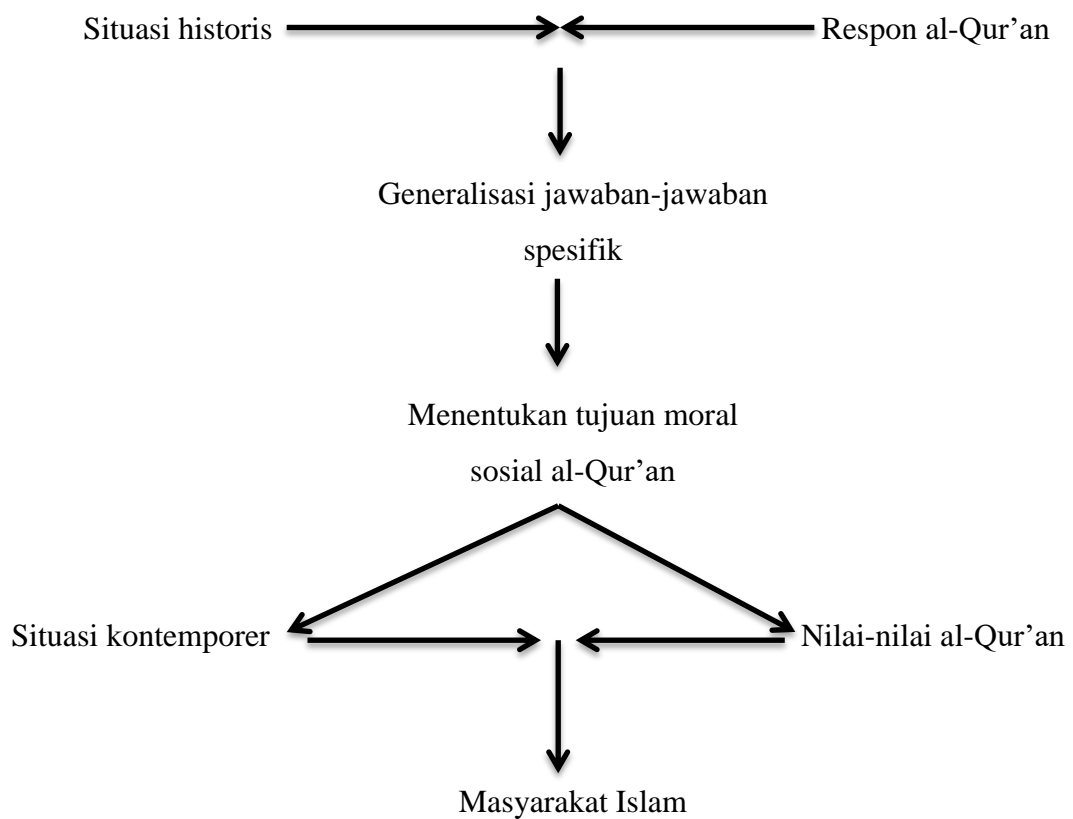 Situasi historis
Respon al-Qur’an
Generalisasi jawaban-jawaban
spesifik
Menentukan tujuan moral
sosial al-Qur’an
Situasi kontemporer
Nilai-nilai al-Qur’an
Masyarakat Islam